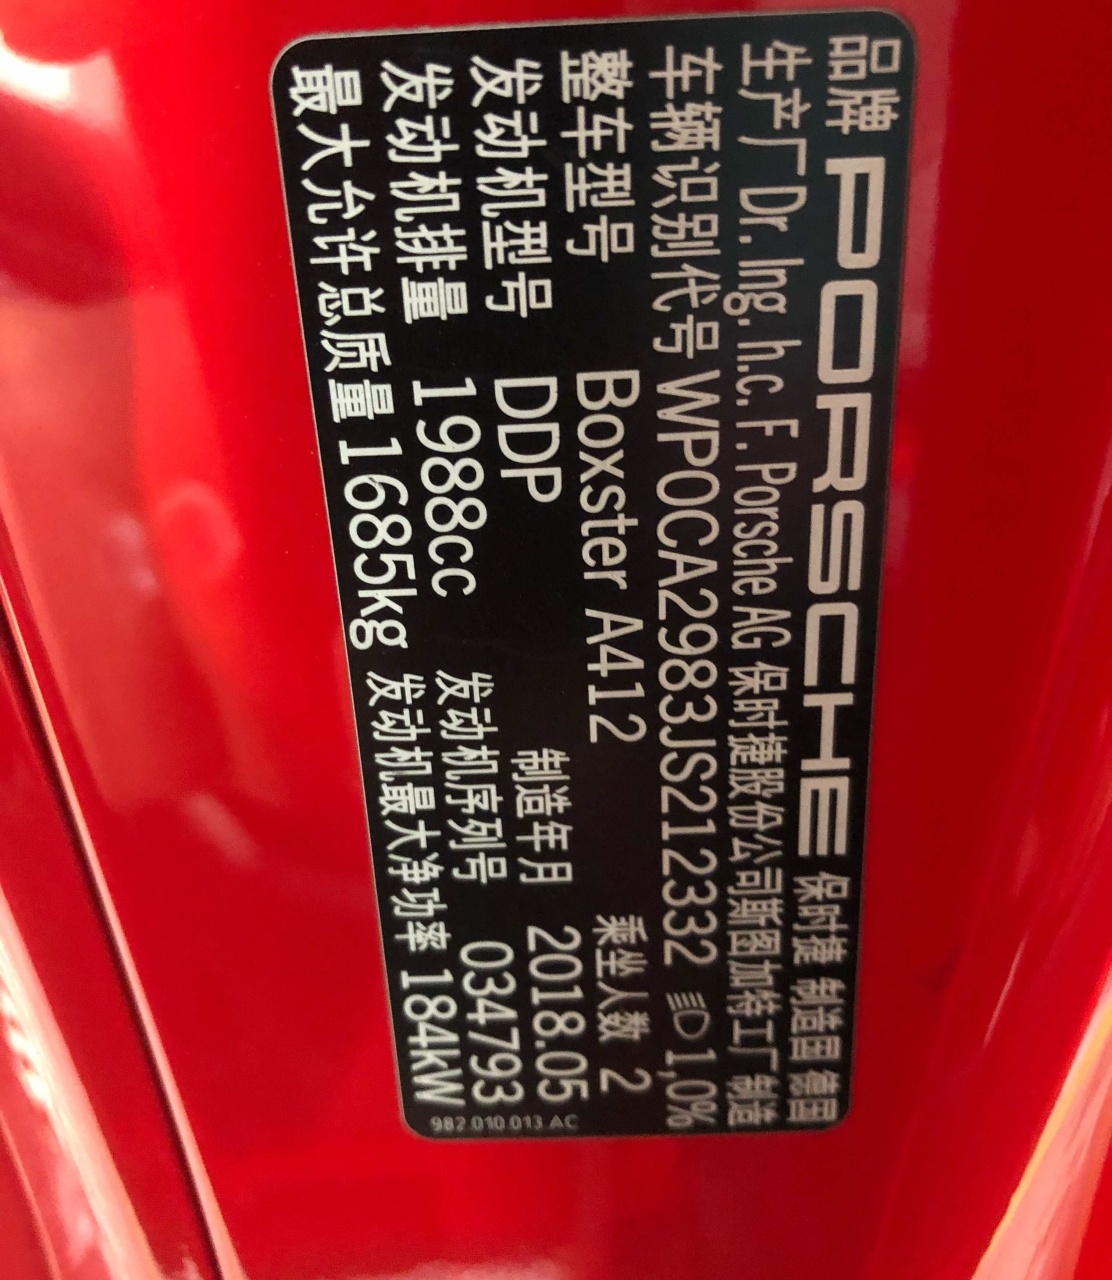 品牌 PORSCHE 保时捷 制造国 德国
生产厂 Dr. Ing. h.c. F. Porsche AG 保时捷股份公司斯图加特工厂 制造
车辆识别代号 WP0CA2983JS212332 1,0%
整车型号 Boxster A412 乘坐人数 2
发动机型号 DDP 制造年月 2018.05
发动机排量 1988cc 发动机序列号 034793
最大允许总质量 1685kg 发动机最大净功率 184kW
982.010.013.AC